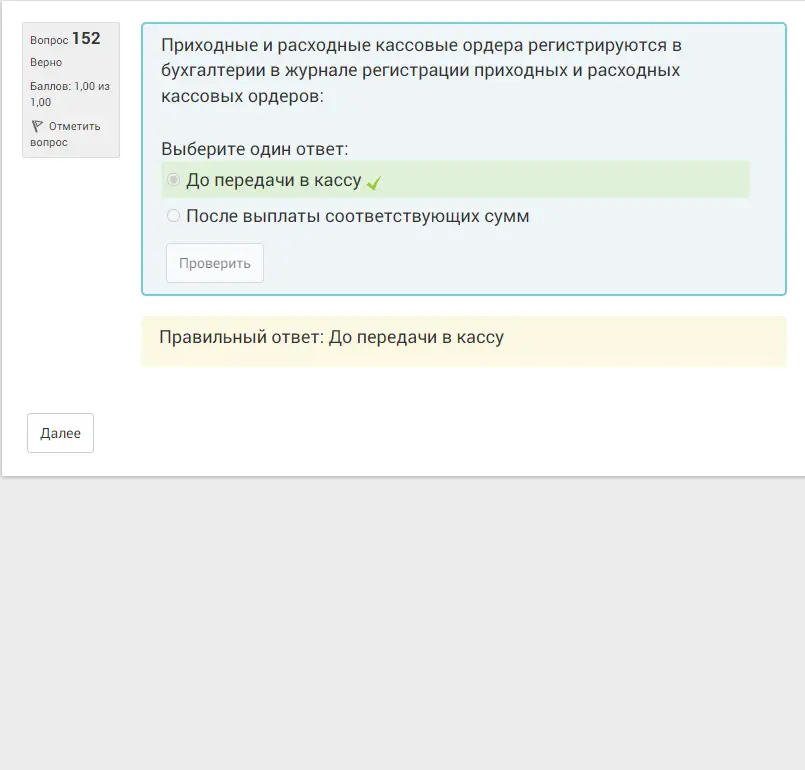 Вопрос 152
Верно
Баллов: 1,00 из
1,00
Отметить
вопрос
Приходные и расходные кассовые ордера регистрируются в
бухгалтерии в журнале регистрации приходных и расходных
кассовых ордеров:
Выберите один ответ:
До передачи в кассу
После выплаты соответствующих сумм
Проверить
Правильный ответ: До передачи в кассу
Далее